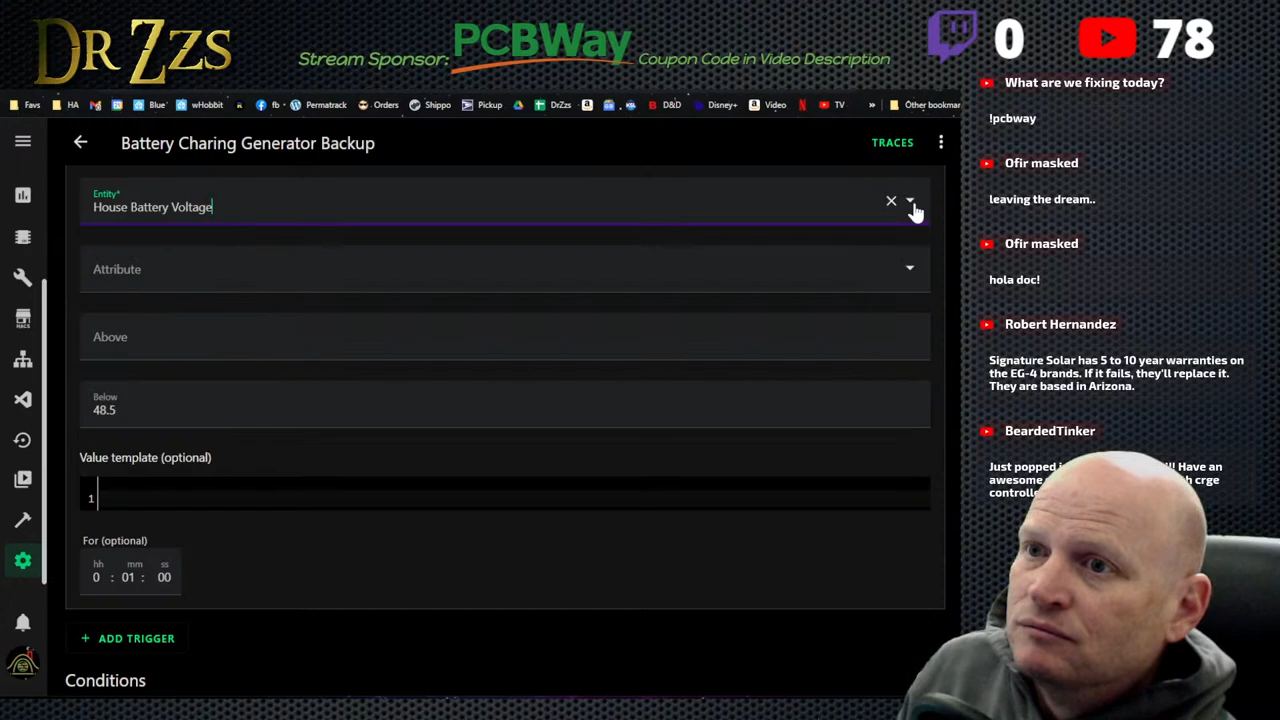 DR ZZS
Stream Sponsor: PCBWay Coupon Code in Video Description
0
78
Favs
HA
Blue
wHobbit
fb
Permatrack
Orders
Shippo
Pickup
DrZzs
D&D
Disney+
Video
TV
»
Other bookmar
Battery Charing Generator Backup
TRACES
Entity*
House Battery Voltage
Attribute
Above
Below
48.5
Value template (optional)
1
For (optional)
hh mm ss
0 : 01 : 00
+ ADD TRIGGER
Conditions
HACS
What are we fixing today?
!pcbway
Ofir masked
leaving the dream..
Ofir masked
hola doc!
Robert Hernandez
Signature Solar has 5 to 10 year warranties on
the EG-4 brands. If it fails, they'll replace it.
They are based in Arizona.
BeardedTinker
Just popped
Have an
awesome
crge
contro